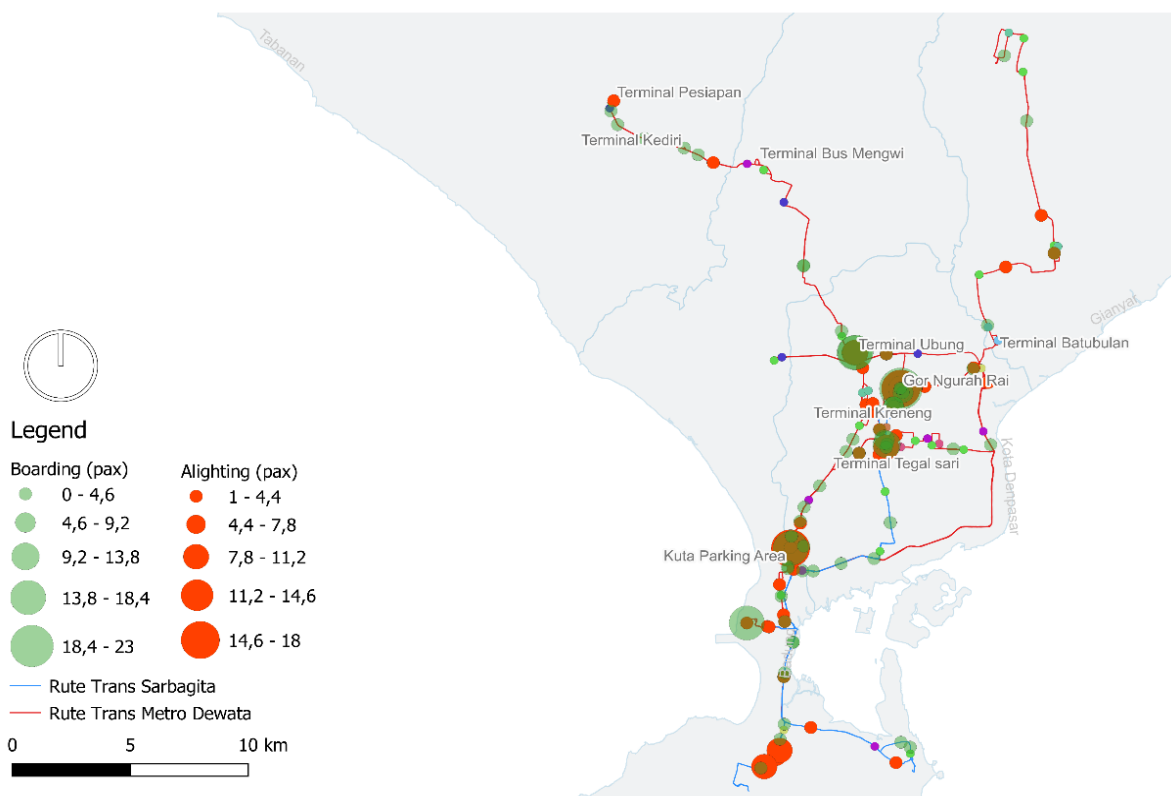 Tabanan
Terminal Pesiapan
Terminal Kediri
Terminal Bus Mengwi
Gianyar
Terminal Ubung
Terminal Batubulan
Gor Ngurah Rai
Terminal Kreneng
Terminal Tegal sari
Kota Denpasar
Kuta Parking Area
Legend
Boarding (pax)
0 - 4,6
4,6 - 9,2
9,2 - 13,8
13,8 - 18,4
18,4 - 23
Alighting (pax)
1 - 4,4
4,4 - 7,8
7,8 - 11,2
11,2 - 14,6
14,6 - 18
Rute Trans Sarbagita
Rute Trans Metro Dewata
0 5 10 km